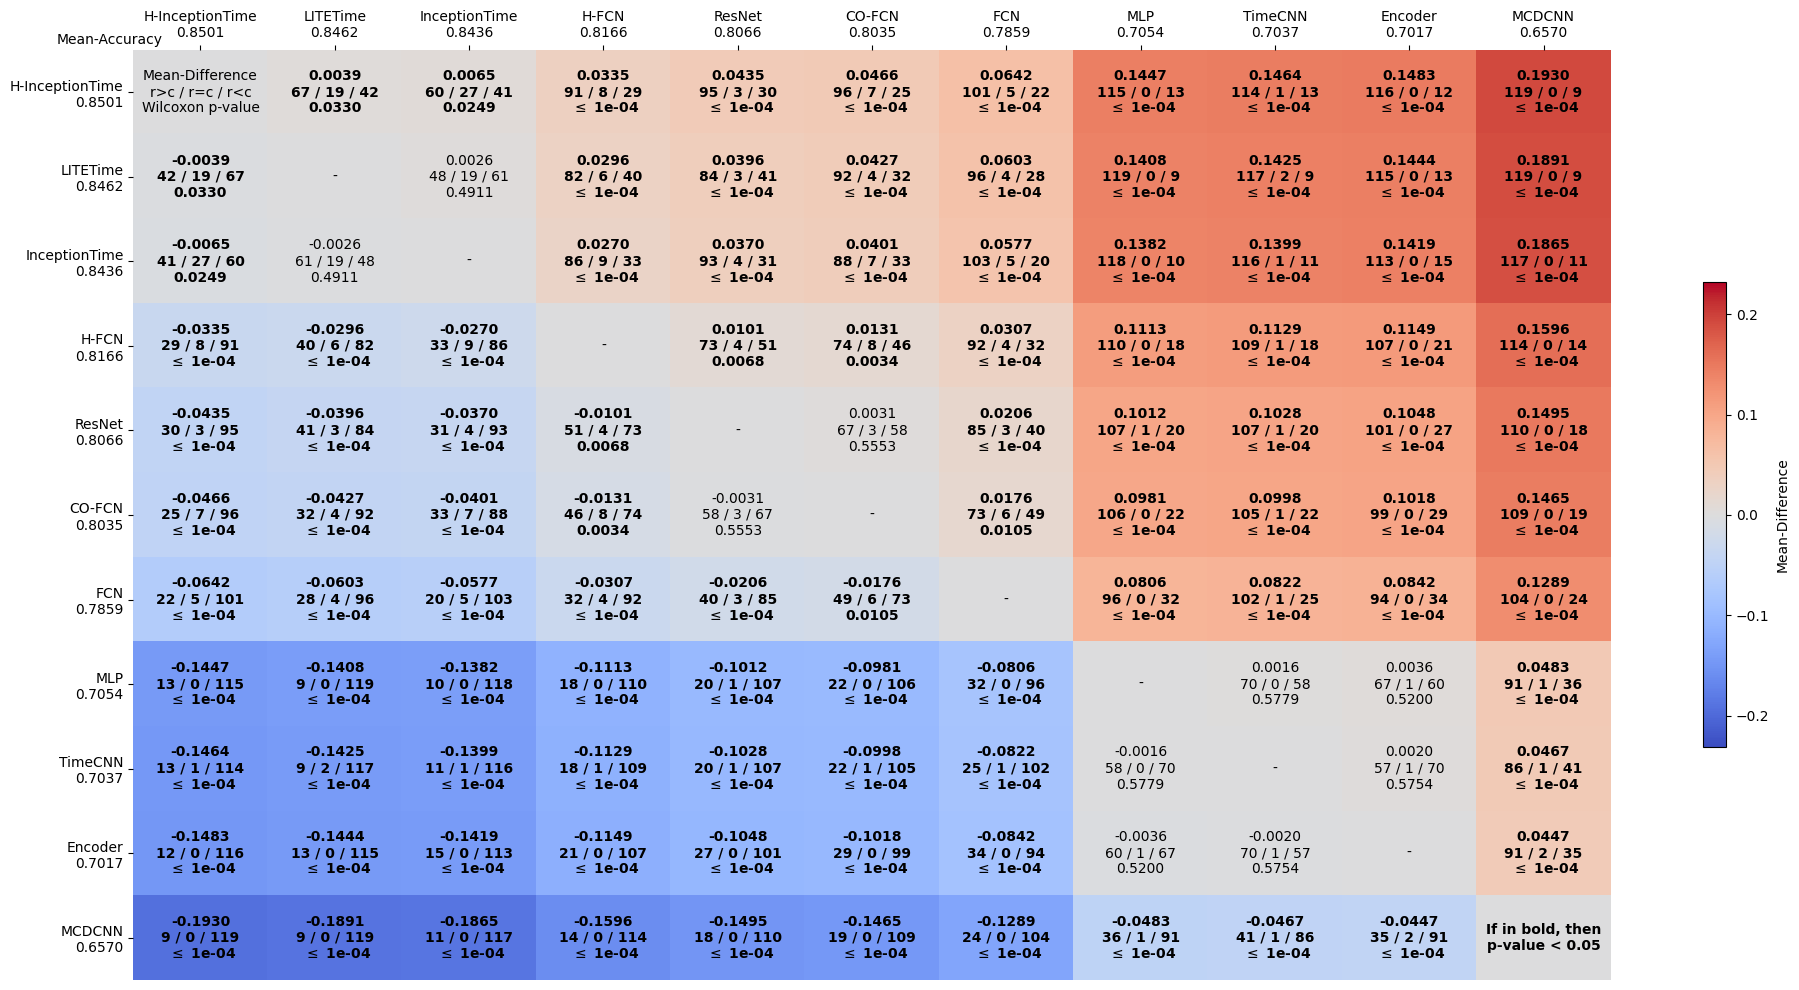 H-InceptionTime LITETime InceptionTime H-FCN ResNet CO-FCN FCN MLP TimeCNN Encoder MCDCNN
0.8501 0.8462 0.8436 0.8166 0.8066 0.8035 0.7859 0.7054 0.7037 0.7017 0.6570
Mean-Accuracy
Mean-Difference 0.0039 0.0065 0.0335 0.0435 0.0466 0.0642 0.1447 0.1464 0.1483 0.1930
H-InceptionTime r>c / r=c / r<c 67 / 19 / 42 60 / 27 / 41 91 / 8 / 29 95 / 3 / 30 96 / 7 / 25 101 / 5 / 22 115 / 0 / 13 114 / 1 / 13 116 / 0 / 12 119 / 0 / 9
0.8501 Wilcoxon p-value 0.0330 0.0249 ≤ 1e-04 ≤ 1e-04 ≤ 1e-04 ≤ 1e-04 ≤ 1e-04 ≤ 1e-04 ≤ 1e-04 ≤ 1e-04
-0.0039 0.0026 0.0296 0.0396 0.0427 0.0603 0.1408 0.1425 0.1444 0.1891
LITETime 42 / 19 / 67 - 48 / 19 / 61 82 / 6 / 40 84 / 3 / 41 92 / 4 / 32 96 / 4 / 28 119 / 0 / 9 117 / 2 / 9 115 / 0 / 13 119 / 0 / 9
0.8462 0.0330 0.4911 ≤ 1e-04 ≤ 1e-04 ≤ 1e-04 ≤ 1e-04 ≤ 1e-04 ≤ 1e-04 ≤ 1e-04 ≤ 1e-04
-0.0065 -0.0026 0.0270 0.0370 0.0401 0.0577 0.1382 0.1399 0.1419 0.1865
InceptionTime 41 / 27 / 60 61 / 19 / 48 - 86 / 9 / 33 93 / 4 / 31 88 / 7 / 33 103 / 5 / 20 118 / 0 / 10 116 / 1 / 11 113 / 0 / 15 117 / 0 / 11
0.8436 0.0249 0.4911 ≤ 1e-04 ≤ 1e-04 ≤ 1e-04 ≤ 1e-04 ≤ 1e-04 ≤ 1e-04 ≤ 1e-04 ≤ 1e-04
-0.0335 -0.0296 -0.0270 0.0101 0.0131 0.0307 0.1113 0.1129 0.1149 0.1596
H-FCN 29 / 8 / 91 40 / 6 / 82 33 / 9 / 86 - 73 / 4 / 51 74 / 8 / 46 92 / 4 / 32 110 / 0 / 18 109 / 1 / 18 107 / 0 / 21 114 / 0 / 14
0.8166 ≤ 1e-04 ≤ 1e-04 ≤ 1e-04 0.0068 0.0034 ≤ 1e-04 ≤ 1e-04 ≤ 1e-04 ≤ 1e-04 ≤ 1e-04
-0.0435 -0.0396 -0.0370 -0.0101 0.0031 0.0206 0.1012 0.1028 0.1048 0.1495
ResNet 30 / 3 / 95 41 / 3 / 84 31 / 4 / 93 51 / 4 / 73 - 67 / 3 / 58 85 / 3 / 40 107 / 1 / 20 107 / 1 / 20 101 / 0 / 27 110 / 0 / 18
0.8066 ≤ 1e-04 ≤ 1e-04 ≤ 1e-04 0.0068 0.5553 ≤ 1e-04 ≤ 1e-04 ≤ 1e-04 ≤ 1e-04 ≤ 1e-04
-0.0466 -0.0427 -0.0401 -0.0131 -0.0031 0.0176 0.0981 0.0998 0.1018 0.1465
CO-FCN 25 / 7 / 96 32 / 4 / 92 33 / 7 / 88 46 / 8 / 74 58 / 3 / 67 - 73 / 6 / 49 106 / 0 / 22 105 / 1 / 22 99 / 0 / 29 109 / 0 / 19
0.8035 ≤ 1e-04 ≤ 1e-04 ≤ 1e-04 0.0034 0.5553 0.0105 ≤ 1e-04 ≤ 1e-04 ≤ 1e-04 ≤ 1e-04
-0.0642 -0.0603 -0.0577 -0.0307 -0.0206 -0.0176 0.0806 0.0822 0.0842 0.1289
FCN 22 / 5 / 101 28 / 4 / 96 20 / 5 / 103 32 / 4 / 92 40 / 3 / 85 49 / 6 / 73 - 96 / 0 / 32 102 / 1 / 25 94 / 0 / 34 104 / 0 / 24
0.7859 ≤ 1e-04 ≤ 1e-04 ≤ 1e-04 ≤ 1e-04 ≤ 1e-04 0.0105 ≤ 1e-04 ≤ 1e-04 ≤ 1e-04 ≤ 1e-04
-0.1447 -0.1408 -0.1382 -0.1113 -0.1012 -0.0981 -0.0806 0.0016 0.0036 0.0483
MLP 13 / 0 / 115 9 / 0 / 119 10 / 0 / 118 18 / 0 / 110 20 / 1 / 107 22 / 0 / 106 32 / 0 / 96 - 70 / 0 / 58 67 / 1 / 60 91 / 1 / 36
0.7054 ≤ 1e-04 ≤ 1e-04 ≤ 1e-04 ≤ 1e-04 ≤ 1e-04 ≤ 1e-04 ≤ 1e-04 0.5779 0.5200 ≤ 1e-04
-0.1464 -0.1425 -0.1399 -0.1129 -0.1028 -0.0998 -0.0822 -0.0016 0.0020 0.0467
TimeCNN 13 / 1 / 114 9 / 2 / 117 11 / 1 / 116 18 / 1 / 109 20 / 1 / 107 22 / 1 / 105 25 / 1 / 102 58 / 0 / 70 - 57 / 1 / 70 86 / 1 / 41
0.7037 ≤ 1e-04 ≤ 1e-04 ≤ 1e-04 ≤ 1e-04 ≤ 1e-04 ≤ 1e-04 ≤ 1e-04 0.5779 0.5754 ≤ 1e-04
-0.1483 -0.1444 -0.1419 -0.1149 -0.1048 -0.1018 -0.0842 -0.0036 -0.0020 0.0447
Encoder 12 / 0 / 116 13 / 0 / 115 15 / 0 / 113 21 / 0 / 107 27 / 0 / 101 29 / 0 / 99 34 / 0 / 94 60 / 1 / 67 70 / 1 / 57 - 91 / 2 / 35
0.7017 ≤ 1e-04 ≤ 1e-04 ≤ 1e-04 ≤ 1e-04 ≤ 1e-04 ≤ 1e-04 ≤ 1e-04 0.5200 0.5754 ≤ 1e-04
-0.1930 -0.1891 -0.1865 -0.1596 -0.1495 -0.1465 -0.1289 -0.0483 -0.0467 -0.0447 If in bold, then
MCDCNN 9 / 0 / 119 9 / 0 / 119 11 / 0 / 117 14 / 0 / 114 18 / 0 / 110 19 / 0 / 109 24 / 0 / 104 36 / 1 / 91 41 / 1 / 86 35 / 2 / 91 p-value < 0.05
0.6570 ≤ 1e-04 ≤ 1e-04 ≤ 1e-04 ≤ 1e-04 ≤ 1e-04 ≤ 1e-04 ≤ 1e-04 ≤ 1e-04 ≤ 1e-04 ≤ 1e-04
0.2
0.1
0.0
−0.1
−0.2
Mean-Difference